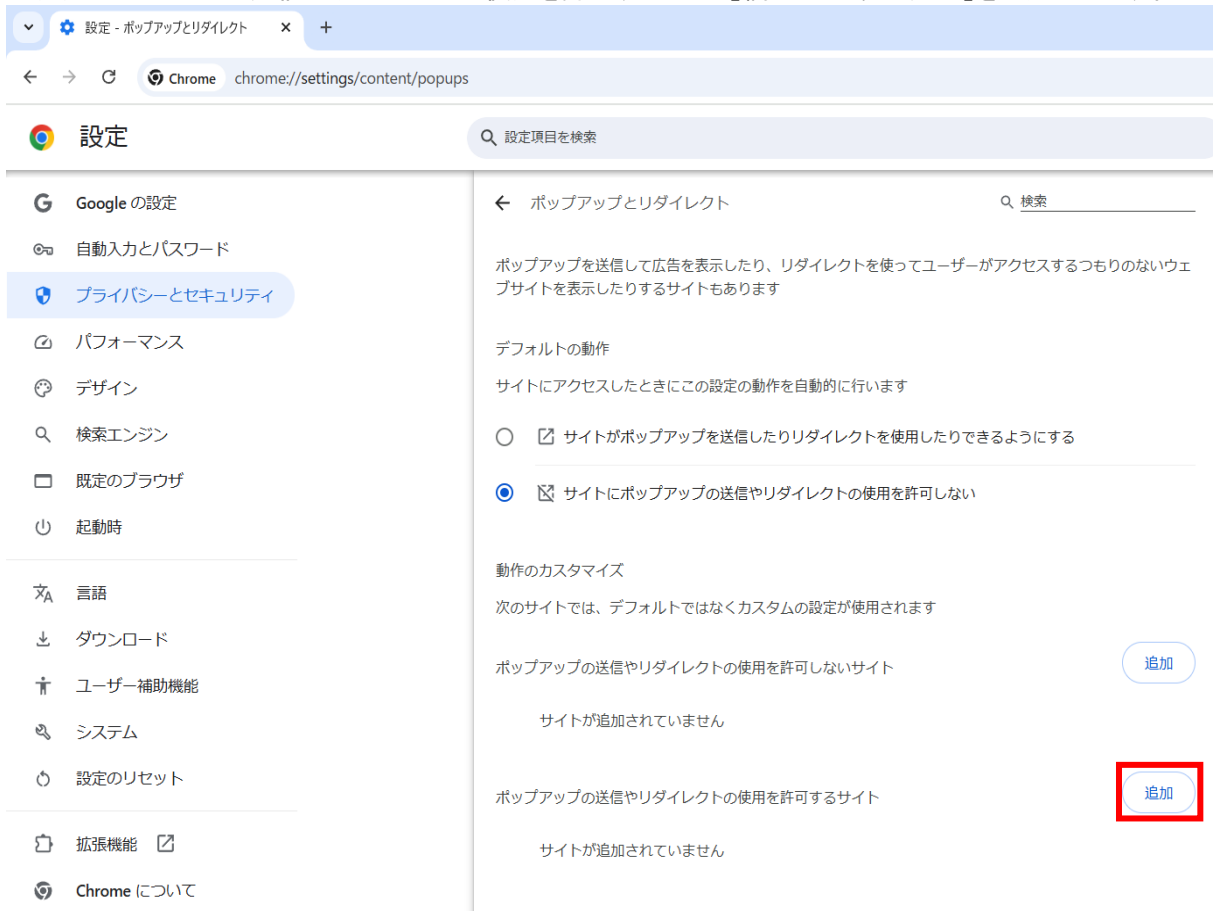 設定 - ポップアップとリダイレクト
Chrome chrome://settings/content/popups
設定
設定項目を検索
Google の設定
自動入力とパスワード
プライバシーとセキュリティ
パフォーマンス
デザイン
検索エンジン
既定のブラウザ
起動時
言語
ダウンロード
ユーザー補助機能
システム
設定のリセット
拡張機能
Chrome について
ポップアップとリダイレクト
検索
ポップアップを送信して広告を表示したり、リダイレクトを使ってユーザーがアクセスするつもりのないウェ
ブサイトを表示したりするサイトもあります
デフォルトの動作
サイトにアクセスしたときにこの設定の動作を自動的に行います
サイトがポップアップを送信したりリダイレクトを使用したりできるようにする
サイトにポップアップの送信やリダイレクトの使用を許可しない
動作のカスタマイズ
次のサイトでは、デフォルトではなくカスタムの設定が使用されます
ポップアップの送信やリダイレクトの使用を許可しないサイト
追加
サイトが追加されていません
ポップアップの送信やリダイレクトの使用を許可するサイト
追加
サイトが追加されていません